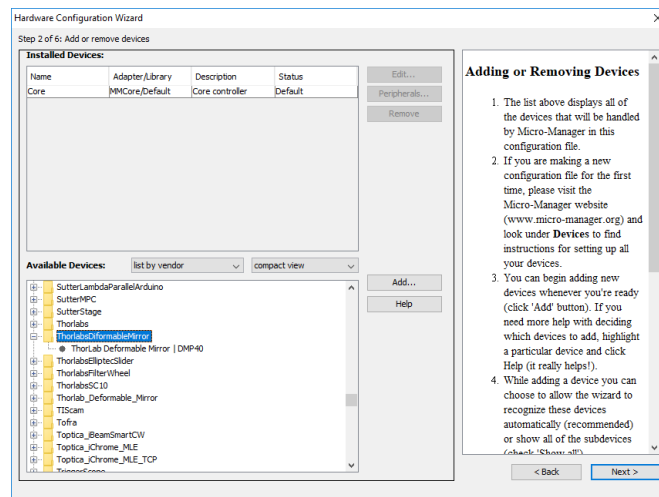 Hardware Configuration Wizard
Step 2 of 6: Add or remove devices
Installed Devices:
Name Adapter/Library Description Status
Core MMCore/Default Core controller Default
Edit...
Peripherals...
Remove
Available Devices: list by vendor compact view
SutterLambdaParallelArduino
SutterMPC
SutterStage
Thorlabs
ThorlabsDiformableMirror
ThorLab Deformable Mirror | DMP40
ThorlabsElliptecSlider
ThorlabsFilterWheel
ThorlabsSC10
Thorlab_Deformable_Mirror
TIScam
Tofra
Toptica_iBeamSmartCW
Toptica_iChrome_MLE
Toptica_iChrome_MLE_TCP
TriggerScope
Add...
Help
Adding or Removing Devices
1. The list above displays all of
the devices that will be handled
by Micro-Manager in this
configuration file.
2. If you are making a new
configuration file for the first
time, please visit the
Micro-Manager website
(www.micro-manager.org) and
look under Devices to find
instructions for setting up all
your devices.
3. You can begin adding new
devices whenever you're ready
(click 'Add' button). If you
need more help with deciding
which devices to add, highlight
a particular device and click
Help (it really helps!).
4. While adding a device you can
choose to allow the wizard to
recognize these devices
automatically (recommended)
or show all of the subdevices
(check 'Show all')
< Back Next >